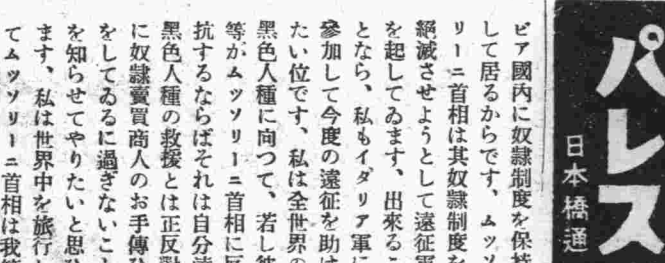 パレス
日本橋通
ピア國內に奴隷制度を保持
して居るからです、ムッソ
リーニ首相は其奴隷制度を
絕滅させようとして遠征軍
を起してゐます、出來るこ
となら、私もイタリア軍に
參加して今度の遠征を助け
たい位です、私は全世界の
黑色人種に向つて、若し彼
等がムッソリーニ首相に反
抗するならばそれは自分達
黑色人種の救援とは正反對
に奴隷賣買商人のお手傳ひ
をしてゐるに過ぎないこと
を知らせてやりたいと思ひ
ます、私は世界中を旅行し
てムッソリーニ首相は我等